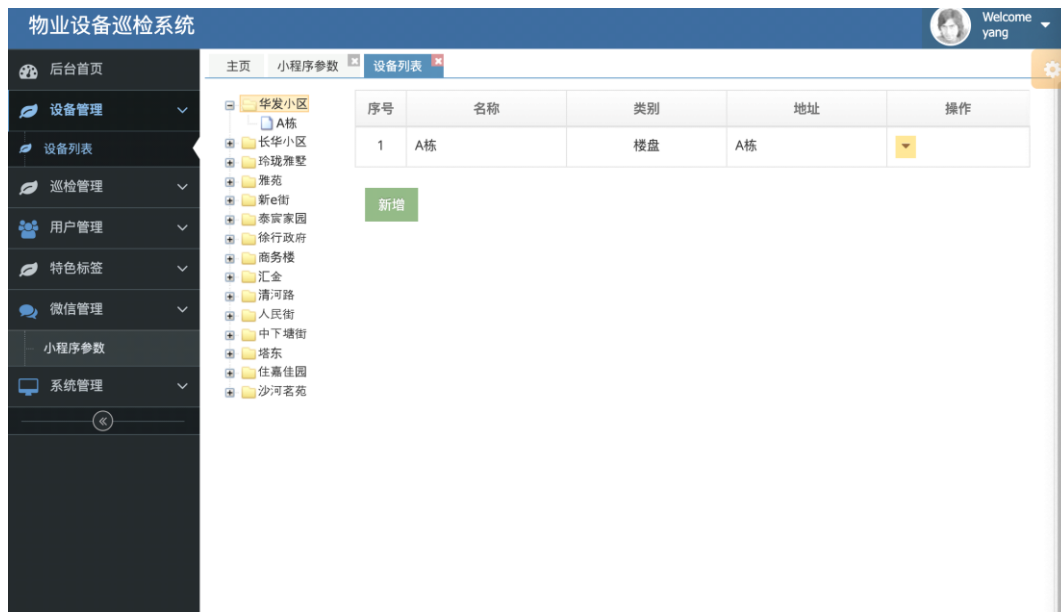 物业设备巡检系统
Welcome
yang
后台首页
设备管理
设备列表
巡检管理
用户管理
特色标签
微信管理
小程序参数
系统管理
主页 小程序参数 设备列表
华发小区
A栋
长华小区
玲珑雅墅
雅苑
新e街
泰宸家园
徐行政府
商务楼
汇金
清河路
人民街
中下塘街
塔东
住嘉佳园
沙河茗苑
序号 名称 类别 地址 操作
1 A栋 楼盘 A栋
新增